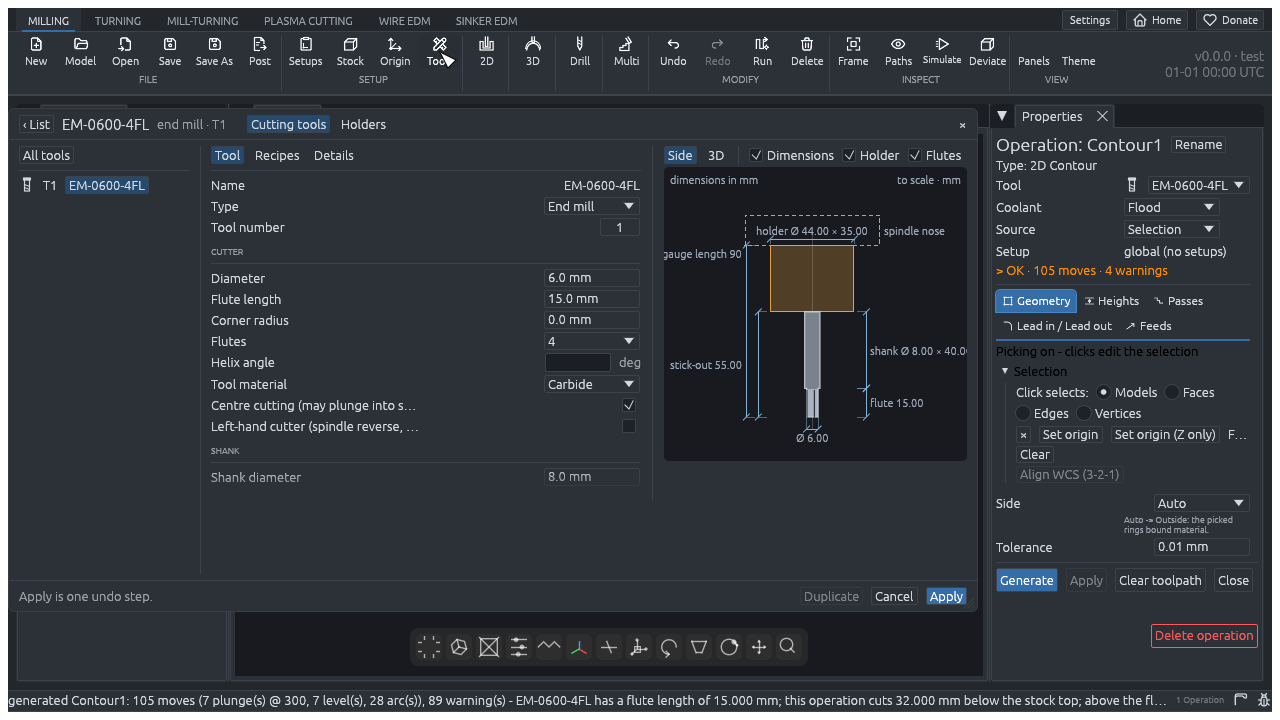 MILLING TURNING MILL-TURNING PLASMA CUTTING WIRE EDM SINKER EDM Settings Home Donate
New Model Open Save Save As Post Setups Stock Origin 2D 3D Drill Multi Undo Redo Run Delete Frame Paths Simulate Deviate Panels Theme
FILE SETUP MODIFY INSPECT VIEW
v0.0.0 · test
01-01 00:00 UTC
‹ List EM-0600-4FL end mill · T1 Cutting tools Holders ×
All tools
T1 EM-0600-4FL
Tool Recipes Details
Name EM-0600-4FL
Type End mill
Tool number 1
CUTTER
Diameter 6.0 mm
Flute length 15.0 mm
Corner radius 0.0 mm
Flutes 4
Helix angle deg
Tool material Carbide
Centre cutting (may plunge into s…
Left-hand cutter (spindle reverse, …
SHANK
Shank diameter 8.0 mm
Side 3D Dimensions Holder Flutes
dimensions in mm to scale · mm
holder Ø 44.00 × 35.00 spindle nose
gauge length 90
stick-out 55.00
shank Ø 8.00 × 40.0
flute 15.00
Ø 6.00
Apply is one undo step. Duplicate Cancel Apply
Properties
Operation: Contour1 Rename
Type: 2D Contour
Tool EM-0600-4FL
Coolant Flood
Source Selection
Setup global (no setups)
> OK · 105 moves · 4 warnings
Geometry Heights Passes
Lead in / Lead out Feeds
Picking on - clicks edit the selection
Selection
Click selects: Models Faces
Edges Vertices
× Set origin Set origin (Z only) F…
Clear
Align WCS (3-2-1)
Side Auto
Auto -> Outside: the picked
rings bound material.
Tolerance 0.01 mm
Generate Apply Clear toolpath Close
Delete operation
generated Contour1: 105 moves (7 plunge(s) @ 300, 7 level(s), 28 arc(s)), 89 warning(s) - EM-0600-4FL has a flute length of 15.000 mm; this operation cuts 32.000 mm below the stock top; above the fl… 1 Operation